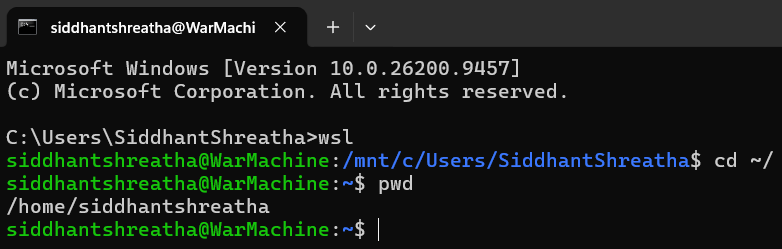 siddhantshreatha@WarMachi
Microsoft Windows [Version 10.0.26200.9457]
(c) Microsoft Corporation. All rights reserved.
C:\Users\SiddhantShreatha>wsl
siddhantshreatha@WarMachine:/mnt/c/Users/SiddhantShreatha$ cd ~/
siddhantshreatha@WarMachine:~$ pwd
/home/siddhantshreatha
siddhantshreatha@WarMachine:~$